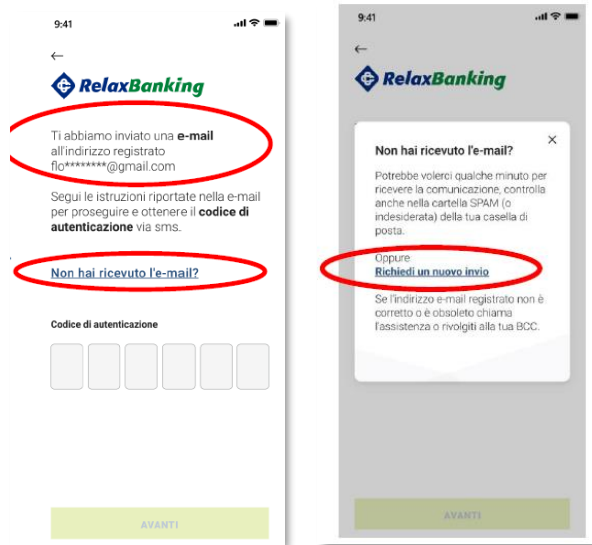 9:41
←
RelaxBanking
Ti abbiamo inviato una e-mail
all'indirizzo registrato
flo********@gmail.com
Segui le istruzioni riportate nella e-mail
per proseguire e ottenere il codice di
autenticazione via sms.
Non hai ricevuto l'e-mail?
Codice di autenticazione
AVANTI
9:41
←
RelaxBanking
Non hai ricevuto l'e-mail?
Potrebbe volerci qualche minuto per
ricevere la comunicazione, controlla
anche nella cartella SPAM (o
indesiderata) della tua casella di
posta.
Oppure
Richiedi un nuovo invio
Se l'indirizzo e-mail registrato non è
corretto o è obsoleto chiama
l'assistenza o rivolgiti alla tua BCC.
AVANTI